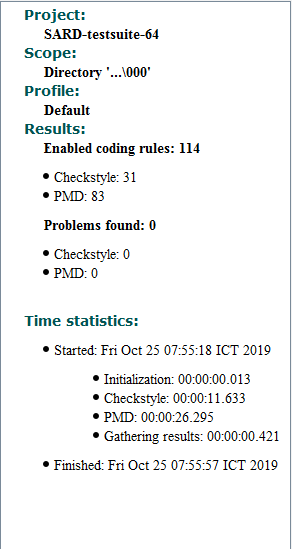 Project:
SARD-testsuite-64
Scope:
Directory '...\000'
Profile:
Default
Results:
Enabled coding rules: 114
Checkstyle: 31
PMD: 83
Problems found: 0
Checkstyle: 0
PMD: 0
Time statistics:
Started: Fri Oct 25 07:55:18 ICT 2019
Initialization: 00:00:00.013
Checkstyle: 00:00:11.633
PMD: 00:00:26.295
Gathering results: 00:00:00.421
Finished: Fri Oct 25 07:55:57 ICT 2019